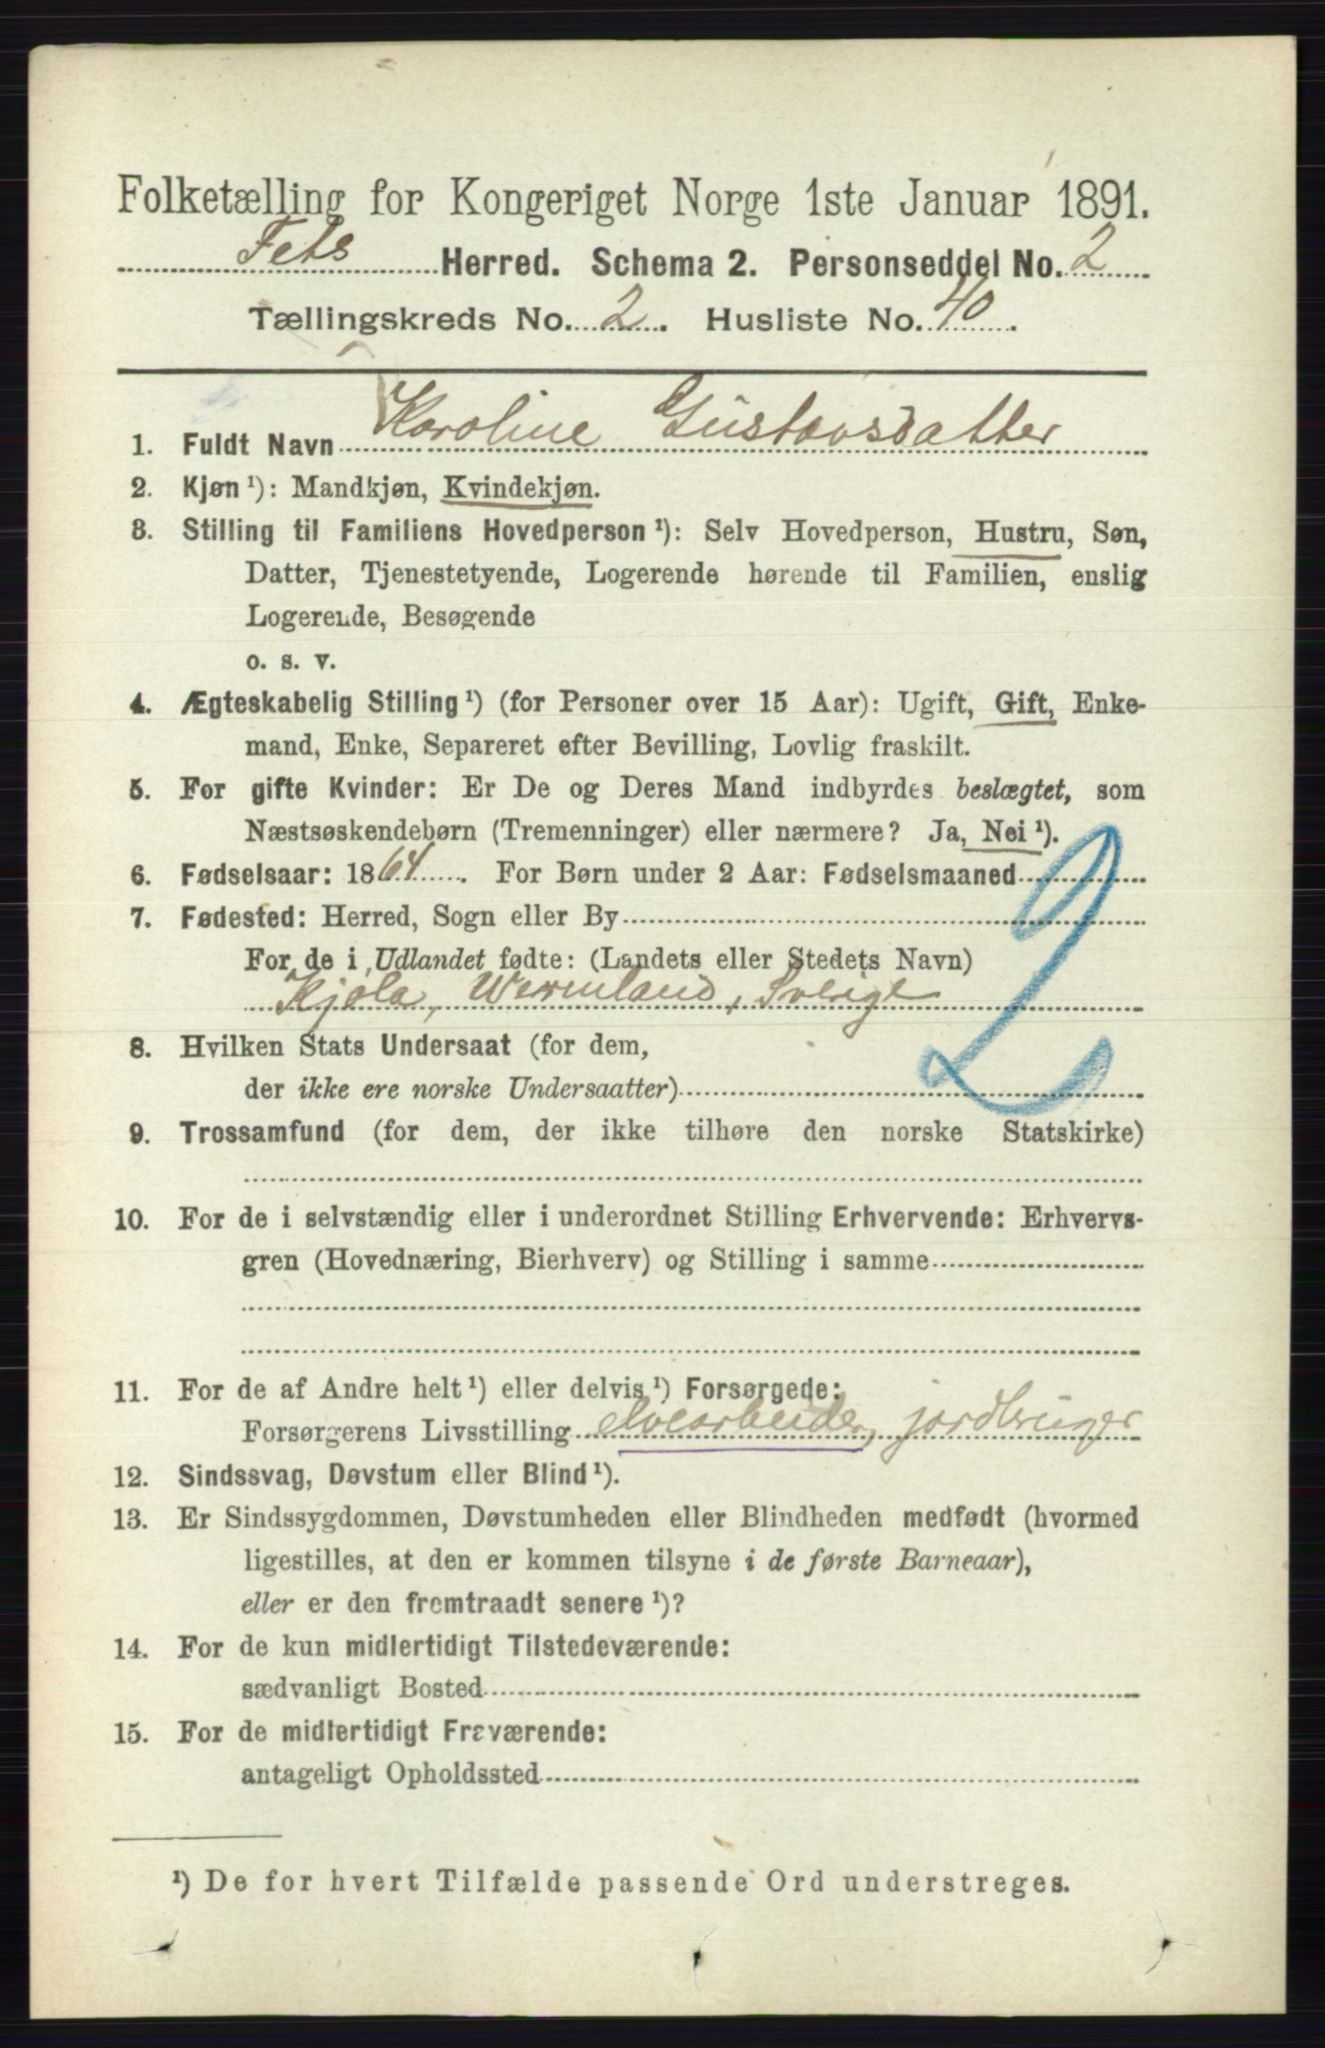 Folketælling for Kongeriget Norge 1ste Januar 1891.
Fets Herred. Schema 2. Personseddel No. 2
Tællingskreds No. 2. Husliste No. 40.
1. Fuldt Navn Karoline Gustavsdatter
2. Kjøn ¹): Mandkjøn, Kvindekjøn.
3. Stilling til Familiens Hovedperson ¹): Selv Hovedperson, Hustru, Søn,
Datter, Tjenestetyende, Logerende hørende til Familien, enslig
Logerende, Besøgende
o. s. v.
4. Ægteskabelig Stilling ¹) (for Personer over 15 Aar): Ugift, Gift, Enke-
mand, Enke, Separeret efter Bevilling, Lovlig fraskilt.
5. For gifte Kvinder: Er De og Deres Mand indbyrdes beslægtet, som
Næstsøskendebørn (Tremenninger) eller nærmere? Ja, Nei ¹).
6. Fødselsaar: 1864. For Børn under 2 Aar: Fødselsmaaned
7. Fødested: Herred, Sogn eller By
For de i Udlandet fødte: (Landets eller Stedets Navn)
Kjøla, Wermland, Sverige
2
8. Hvilken Stats Undersaat (for dem,
der ikke ere norske Undersaatter)
9. Trossamfund (for dem, der ikke tilhøre den norske Statskirke)
10. For de i selvstændig eller i underordnet Stilling Erhvervende: Erhvervs-
gren (Hovednæring, Bierhverv) og Stilling i samme
11. For de af Andre helt ¹) eller delvis ¹) Forsørgede:
Forsørgerens Livsstilling elvearbeider, jordbruger
12. Sindssvag, Døvstum eller Blind ¹).
13. Er Sindssygdommen, Døvstumheden eller Blindheden medfødt (hvormed
ligestilles, at den er kommen tilsyne i de første Barneaar),
eller er den fremtraadt senere ¹)?
14. For de kun midlertidigt Tilstedeværende:
sædvanligt Bosted
15. For de midlertidigt Fraværende:
antageligt Opholdssted
¹) De for hvert Tilfælde passende Ord understreges.